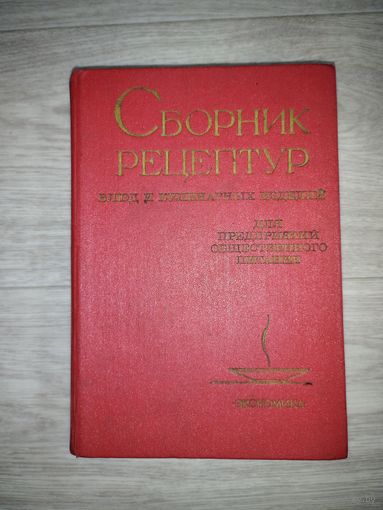 Сборник
рецептур
блюд и кулинарных изделий
для
предприятий
общественного
питания
·экономика·